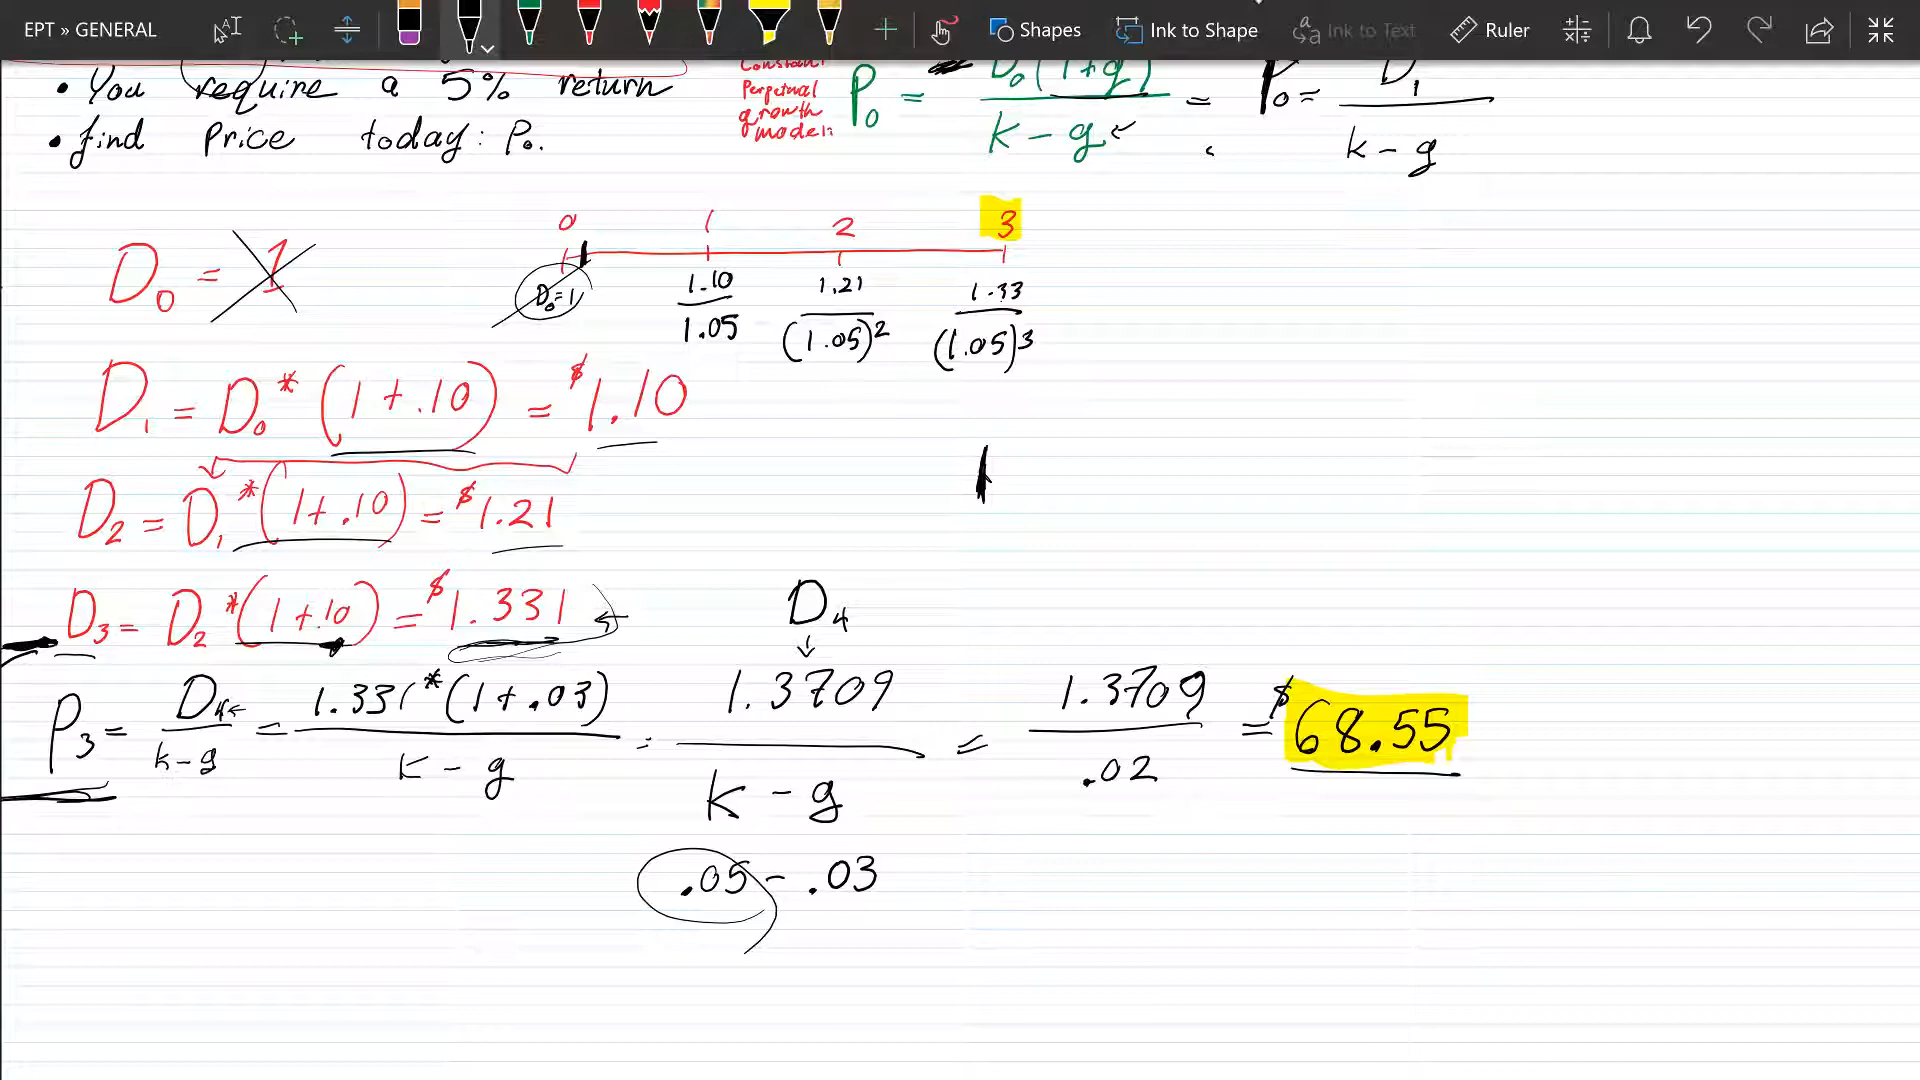 EPT » GENERAL
Shapes
Ink to Shape
Ink to Text
Ruler
• You require a 5% return
• find Price today: P₀.
Constant
Perpetual
growth
model:
P₀ = D₀(1+g) / k - g = P₀ = D₁ / k - g
0 1 2 3
D₀ = 1
D₀=1
1.10 / 1.05
1.21 / (1.05)²
1.33 / (1.05)³
D₁ = D₀ * (1 + .10) = $1.10
D₂ = D₁ * (1 + .10) = $1.21
D₃ = D₂ * (1 + .10) = $1.331
D₄
P₃ = D₄ / k-g = 1.331 * (1 + .03) / k - g = 1.3709 / k - g = 1.3709 / .02 = $68.55
.05 - .03